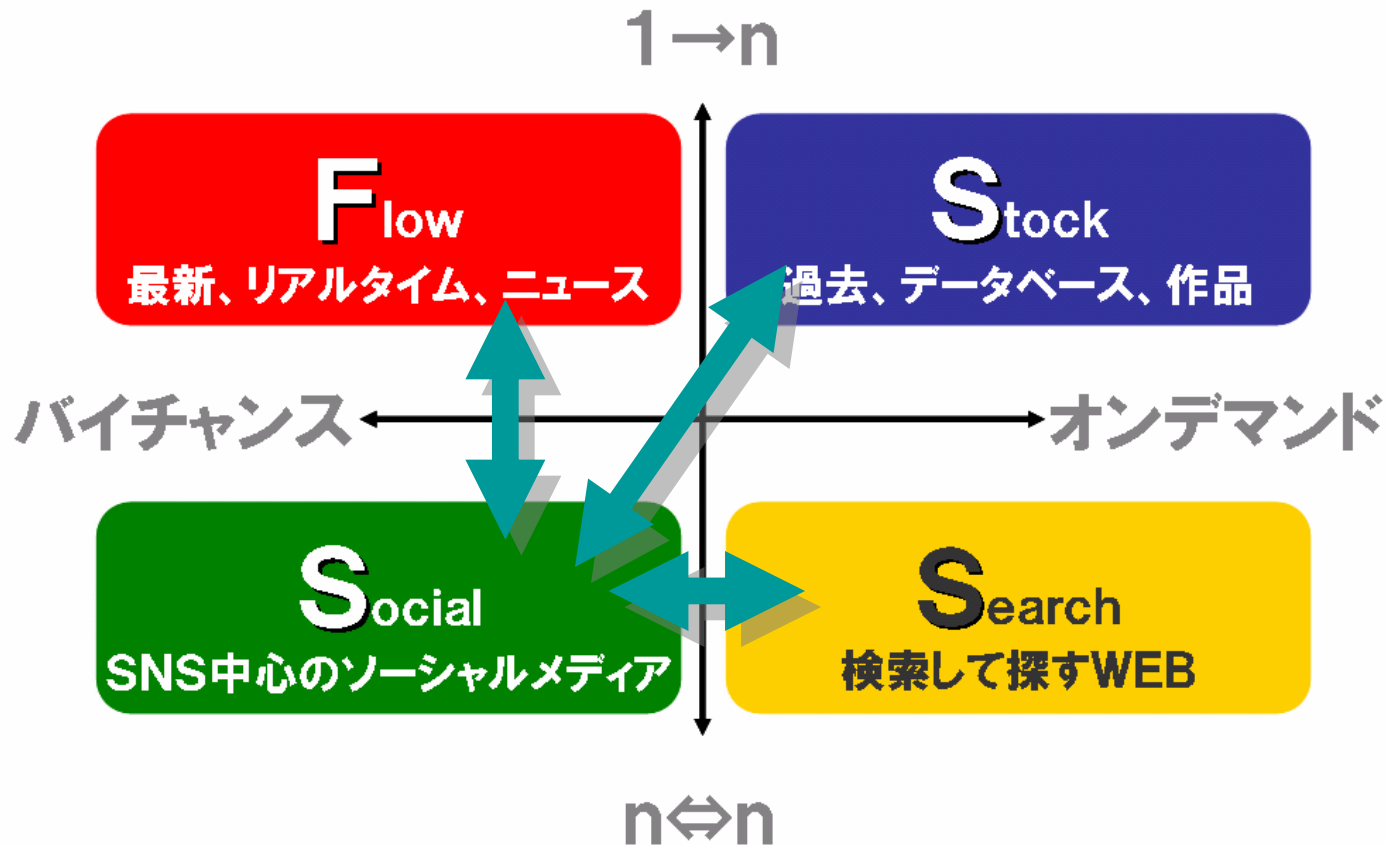 1→n
Flow
最新、リアルタイム、ニュース
Stock
過去、データベース、作品
バイチャンス
オンデマンド
Social
SNS中心のソーシャルメディア
Search
検索して探すWEB
n⇔n